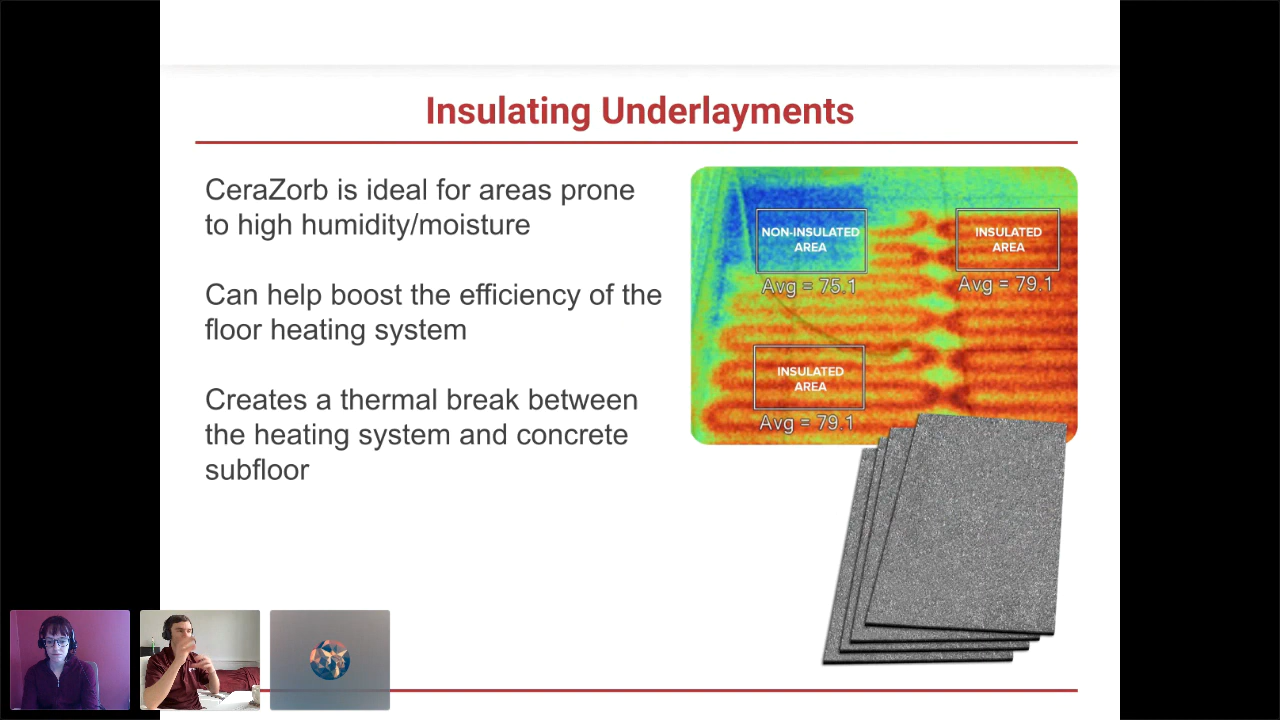 Insulating Underlayments
CeraZorb is ideal for areas prone
to high humidity/moisture
Can help boost the efficiency of the
floor heating system
Creates a thermal break between
the heating system and concrete
subfloor
NON-INSULATED
AREA
Avg = 75.1
INSULATED
AREA
Avg = 79.1
INSULATED
AREA
Avg = 79.1